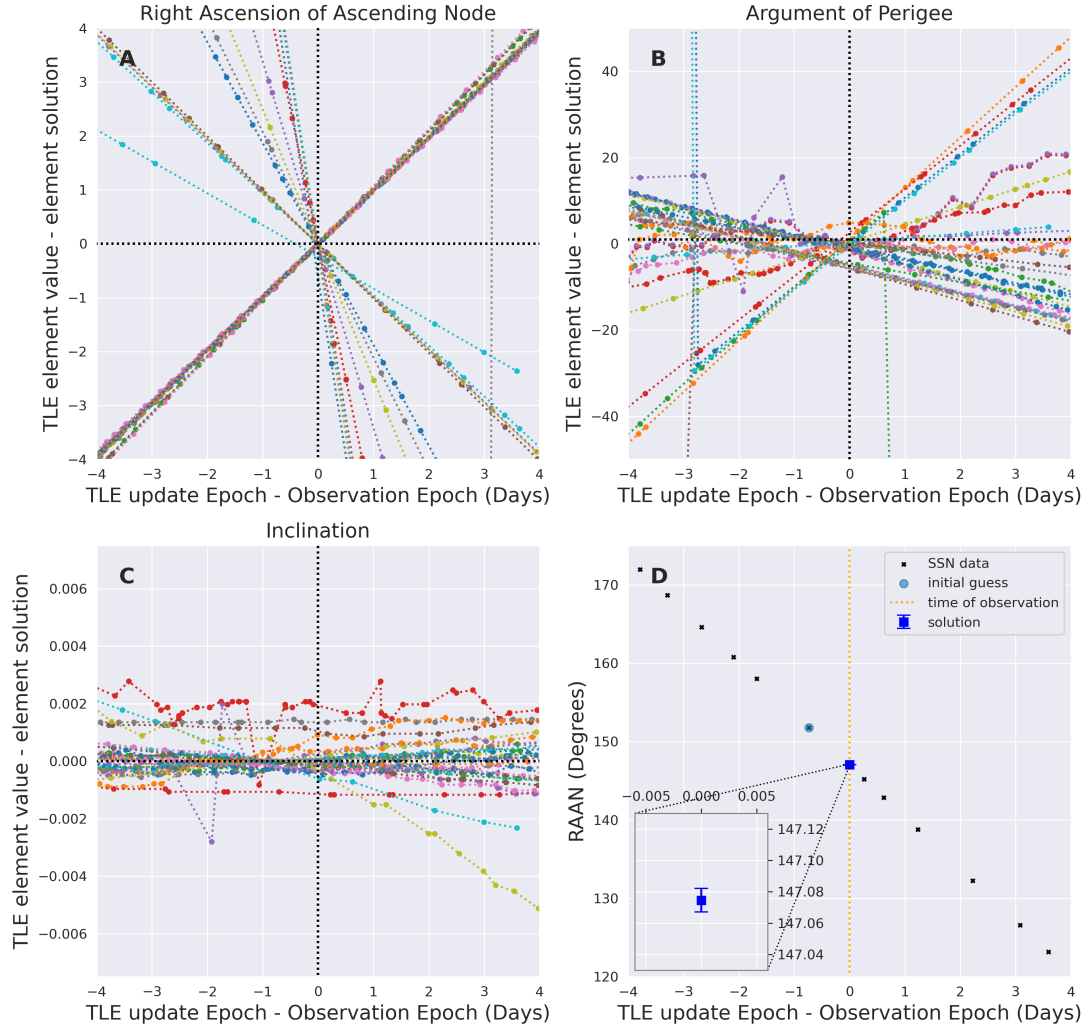 Right Ascension of Ascending Node
A
TLE element value - element solution
4
3
2
1
0
−1
−2
−3
−4
−4 −3 −2 −1 0 1 2 3 4
TLE update Epoch - Observation Epoch (Days)
Argument of Perigee
B
TLE element value - element solution
40
20
0
−20
−40
−4 −3 −2 −1 0 1 2 3 4
TLE update Epoch - Observation Epoch (Days)
Inclination
C
TLE element value - element solution
0.006
0.004
0.002
0.000
−0.002
−0.004
−0.006
−4 −3 −2 −1 0 1 2 3 4
TLE update Epoch - Observation Epoch (Days)
D
SSN data
initial guess
time of observation
solution
RAAN (Degrees)
170
160
150
140
130
120
−0.005 0.000 0.005
147.12
147.10
147.08
147.06
147.04
−4 −3 −2 −1 0 1 2 3 4
TLE update Epoch - Observation Epoch (Days)